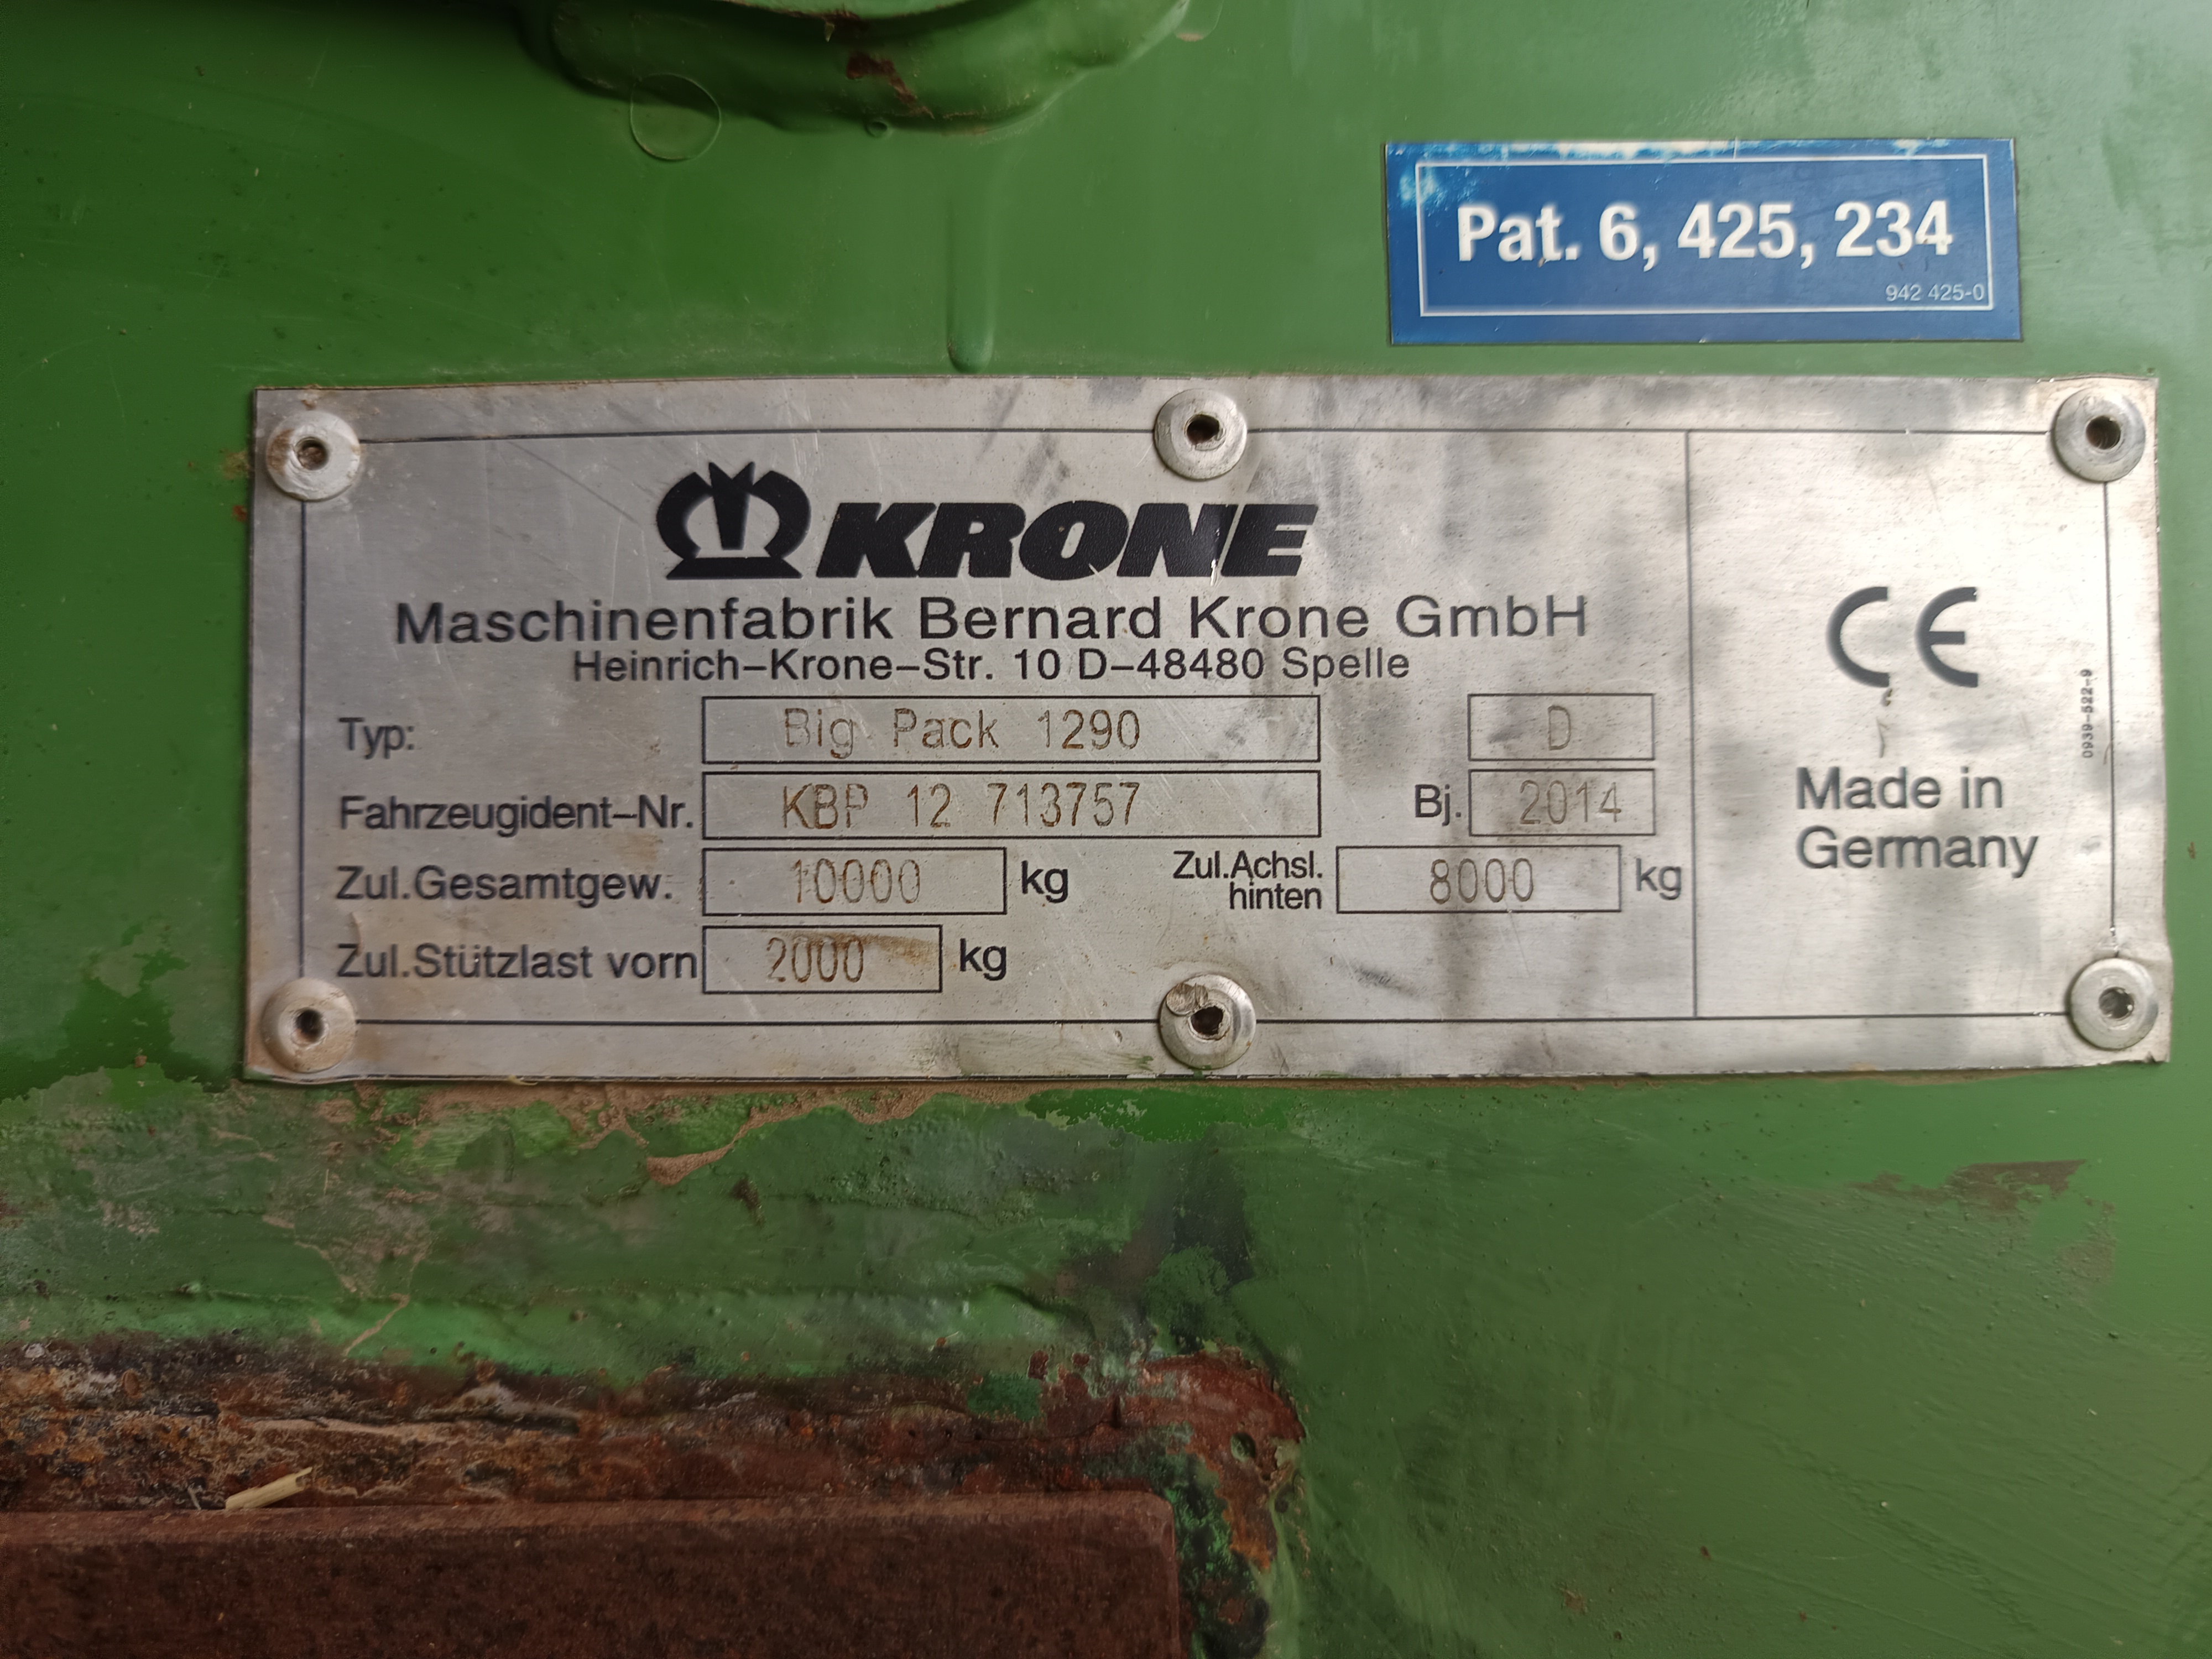 Pat. 6, 425, 234
942 425-0
KRONE
Maschinenfabrik Bernard Krone GmbH
Heinrich-Krone-Str. 10 D-48480 Spelle
Typ: Big Pack 1290 D
Fahrzeugident-Nr. KBP 12 713757 Bj. 2014
Zul.Gesamtgew. 10000 kg Zul.Achsl. hinten 8000 kg
Zul.Stützlast vorn 2000 kg
CE
Made in
Germany
0939-522-9